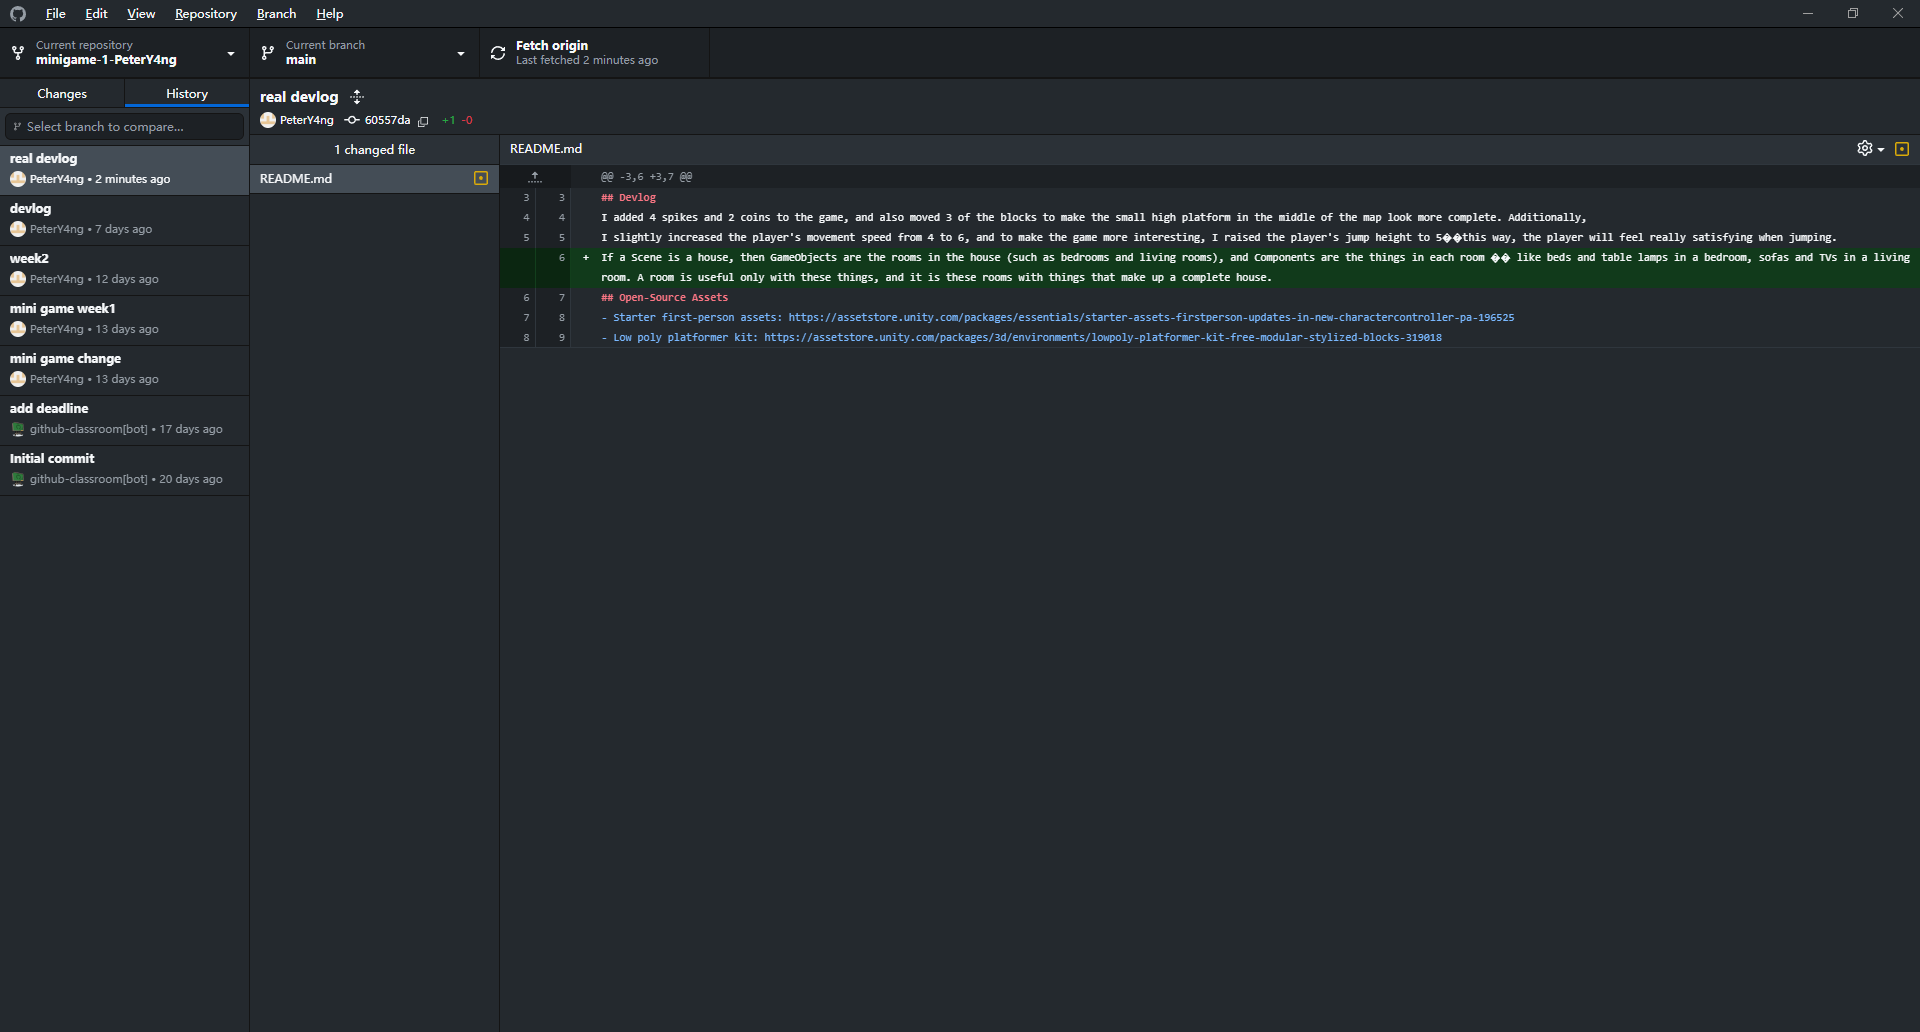 File Edit View Repository Branch Help
Current repository
minigame-1-PeterY4ng
Current branch
main
Fetch origin
Last fetched 2 minutes ago
Changes
History
Select branch to compare...
real devlog
PeterY4ng • 2 minutes ago
devlog
PeterY4ng • 7 days ago
week2
PeterY4ng • 12 days ago
mini game week1
PeterY4ng • 13 days ago
mini game change
PeterY4ng • 13 days ago
add deadline
github-classroom[bot] • 17 days ago
Initial commit
github-classroom[bot] • 20 days ago
real devlog
PeterY4ng 60557da +1 -0
1 changed file
README.md
README.md
@@ -3,6 +3,7 @@
3 3 ## Devlog
4 4 I added 4 spikes and 2 coins to the game, and also moved 3 of the blocks to make the small high platform in the middle of the map look more complete. Additionally,
5 5 I slightly increased the player's movement speed from 4 to 6, and to make the game more interesting, I raised the player's jump height to 5��this way, the player will feel really satisfying when jumping.
6 + If a Scene is a house, then GameObjects are the rooms in the house (such as bedrooms and living rooms), and Components are the things in each room �� like beds and table lamps in a bedroom, sofas and TVs in a living
room. A room is useful only with these things, and it is these rooms with things that make up a complete house.
6 7 ## Open-Source Assets
7 8 - Starter first-person assets: https://assetstore.unity.com/packages/essentials/starter-assets-firstperson-updates-in-new-charactercontroller-pa-196525
8 9 - Low poly platformer kit: https://assetstore.unity.com/packages/3d/environments/lowpoly-platformer-kit-free-modular-stylized-blocks-319018